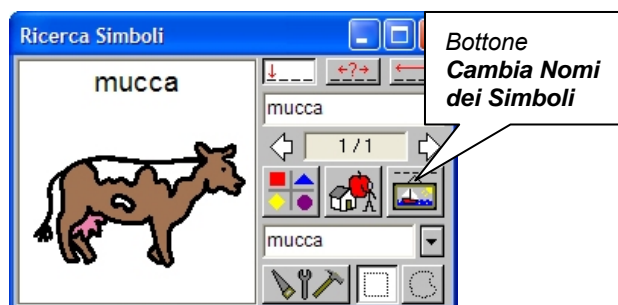 Ricerca Simboli
mucca
mucca
1 / 1
mucca
Bottone
Cambia Nomi
dei Simboli